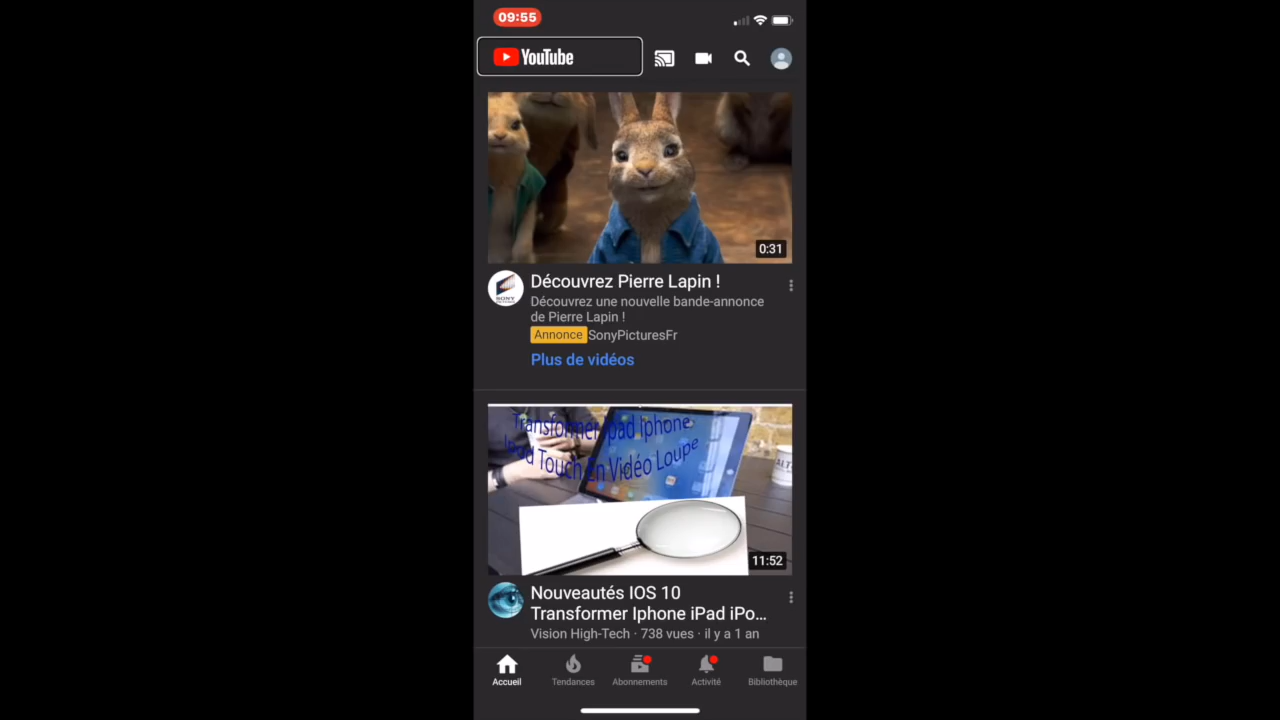 09:55
YouTube
0:31
Découvrez Pierre Lapin !
Découvrez une nouvelle bande-annonce
de Pierre Lapin !
Annonce SonyPicturesFr
Plus de vidéos
SONY
Transformer Ipad iphone
Ipod Touch En Vidéo Loupe
ALT
11:52
Nouveautés IOS 10
Transformer Iphone iPad iPo...
Vision High-Tech · 738 vues · il y a 1 an
Accueil
Tendances
Abonnements
Activité
Bibliothèque